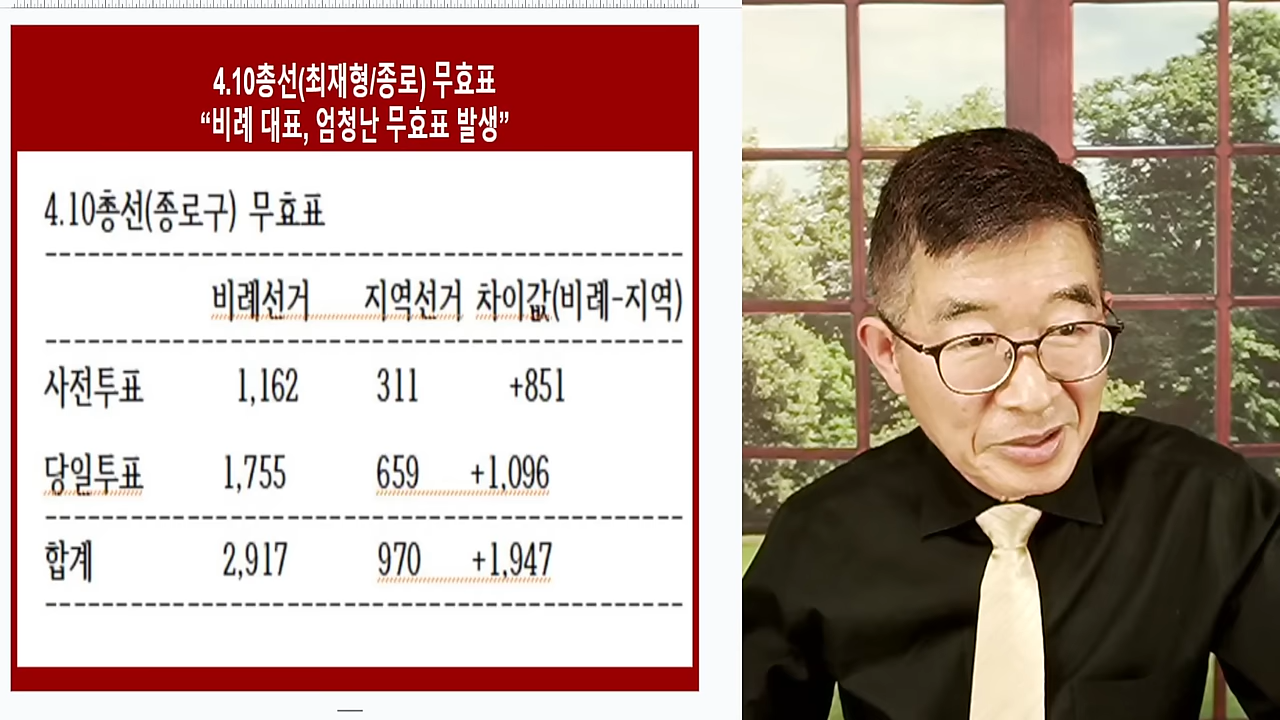 4.10총선(최재형/종로) 무효표
“비례 대표, 엄청난 무효표 발생”
4.10총선(종로구) 무효표
비례선거 지역선거 차이값(비례-지역)
사전투표 1,162 311 +851
당일투표 1,755 659 +1,096
합계 2,917 970 +1,947